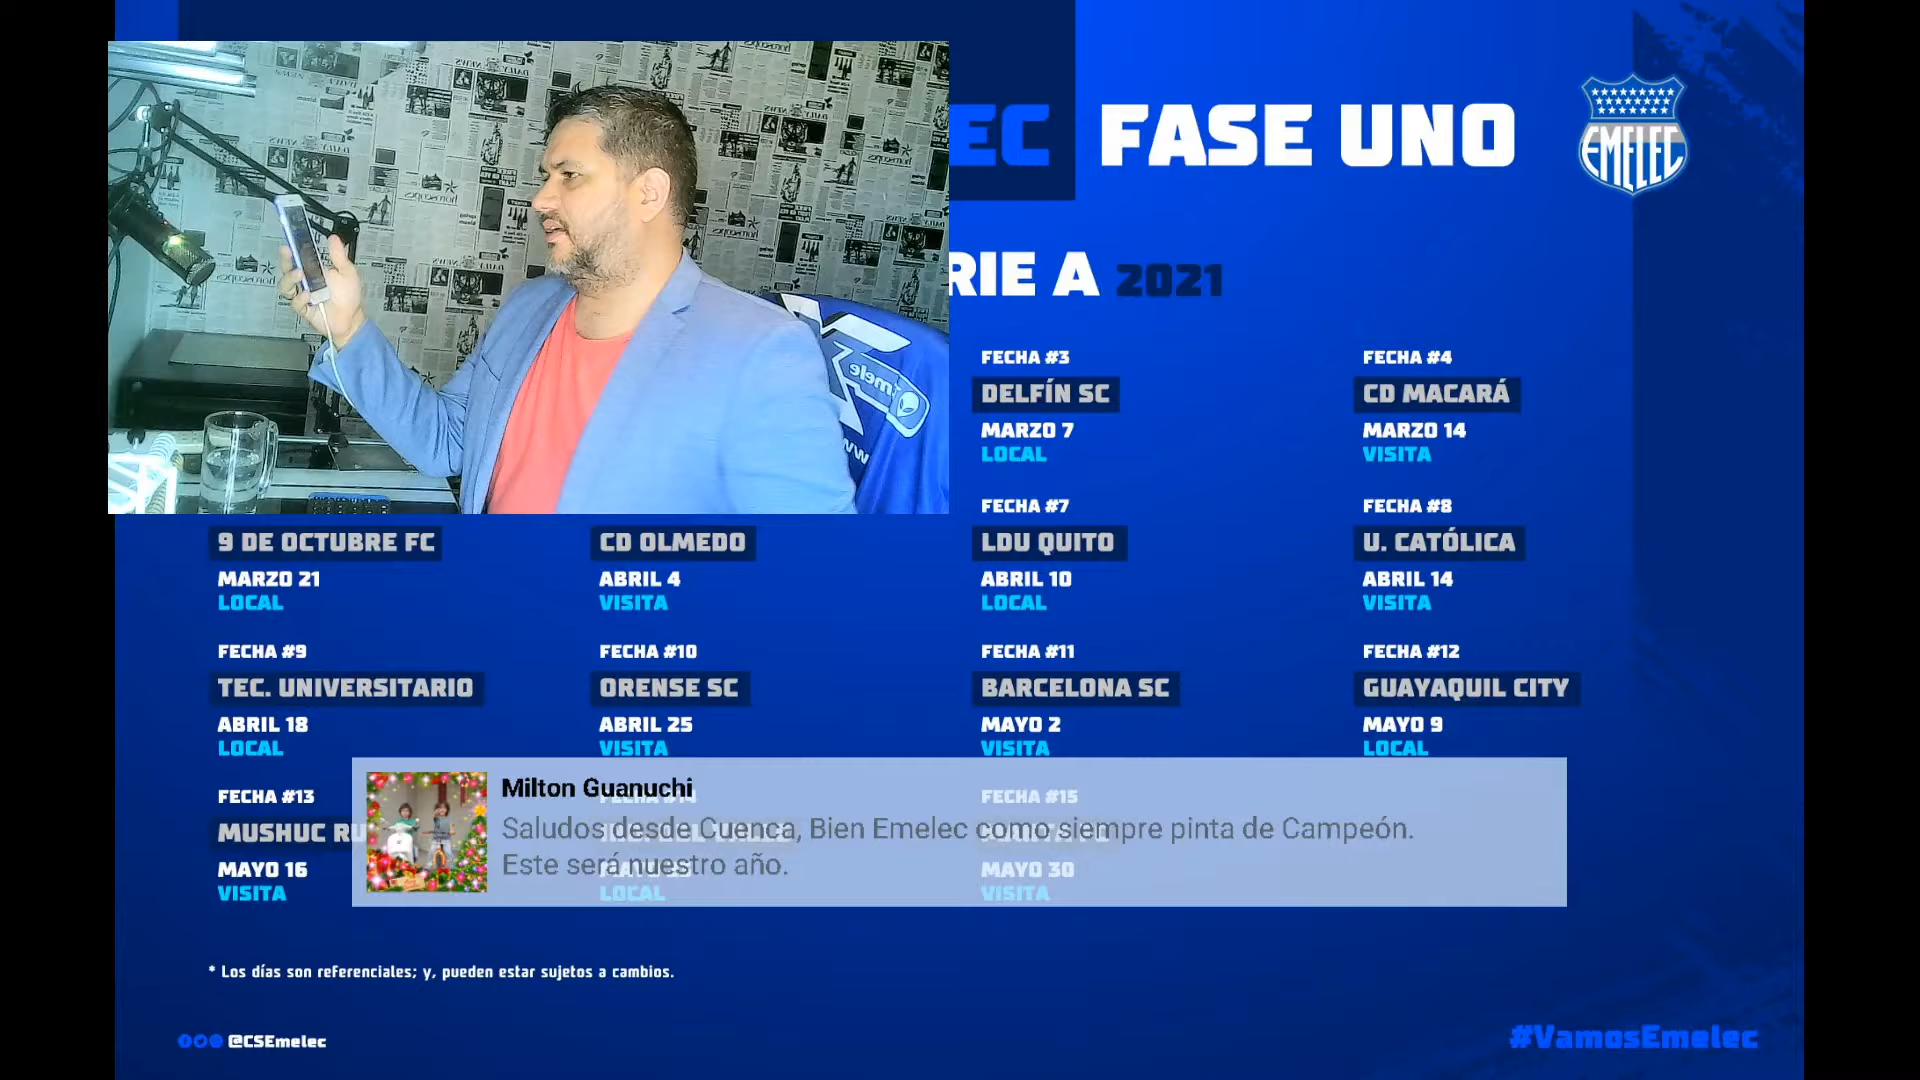 EC FASE UNO
EMELEC
RIE A 2021
FECHA #3
DELFÍN SC
MARZO 7
LOCAL
FECHA #4
CD MACARÁ
MARZO 14
VISITA
9 DE OCTUBRE FC
MARZO 21
LOCAL
CD OLMEDO
ABRIL 4
VISITA
FECHA #7
LDU QUITO
ABRIL 10
LOCAL
FECHA #8
U. CATÓLICA
ABRIL 14
VISITA
FECHA #9
TEC. UNIVERSITARIO
ABRIL 18
LOCAL
FECHA #10
ORENSE SC
ABRIL 25
VISITA
FECHA #11
BARCELONA SC
MAYO 2
VISITA
FECHA #12
GUAYAQUIL CITY
MAYO 9
LOCAL
FECHA #13
MUSHUC RU
MAYO 16
VISITA
LOCAL
FECHA #15
MAYO 30
VISITA
Milton Guanuchi
Saludos desde Cuenca, Bien Emelec como siempre pinta de Campeón.
Este será nuestro año.
* Los días son referenciales; y, pueden estar sujetos a cambios.
@CSEmelec
#VamosEmelec